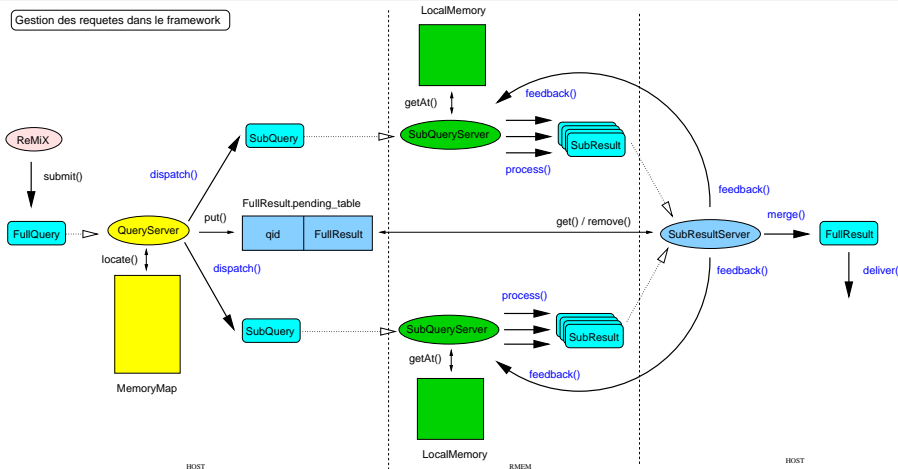 Gestion des requetes dans le framework
LocalMemory
getAt()
feedback()
ReMiX
SubQuery
SubQueryServer
SubResult
submit()
dispatch()
process()
feedback()
FullResult.pending_table
put()
get() / remove()
merge()
FullQuery
QueryServer
qid
FullResult
SubResultServer
FullResult
locate()
dispatch()
feedback()
deliver(
process()
SubQuery
SubQueryServer
SubResult
getAt()
feedback()
MemoryMap
LocalMemory
HOST
RMEM
HOST